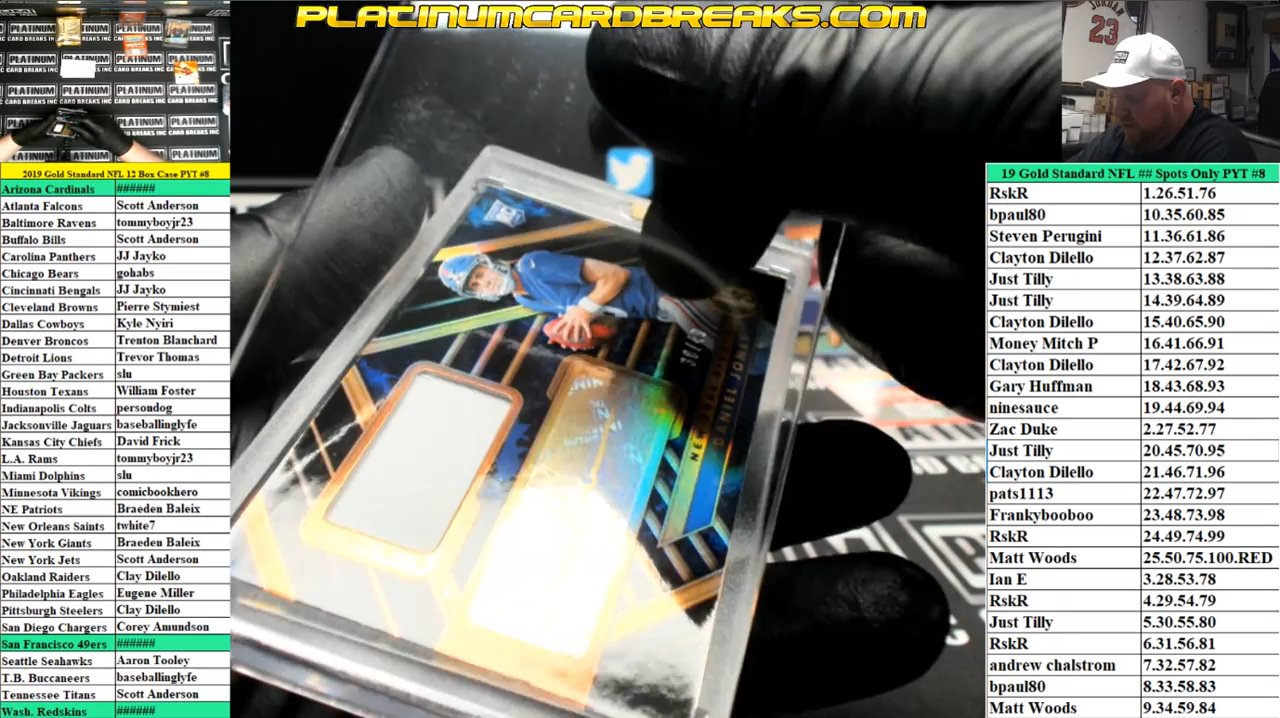 PLATINUMCARDBREAKS.COM
2019 Gold Standard NFL 12 Box Case PYT #8
Arizona Cardinals ######
Atlanta Falcons Scott Anderson
Baltimore Ravens tommyboyjr23
Buffalo Bills Scott Anderson
Carolina Panthers JJ Jayko
Chicago Bears gohabs
Cincinnati Bengals JJ Jayko
Cleveland Browns Pierre Stymiest
Dallas Cowboys Kyle Nyiri
Denver Broncos Trenton Blanchard
Detroit Lions Trevor Thomas
Green Bay Packers slu
Houston Texans William Foster
Indianapolis Colts persondog
Jacksonville Jaguars baseballinglyfe
Kansas City Chiefs David Frick
L.A. Rams tommyboyjr23
Miami Dolphins slu
Minnesota Vikings comicbookhero
NE Patriots Braeden Baleix
New Orleans Saints twhite7
New York Giants Braeden Baleix
New York Jets Scott Anderson
Oakland Raiders Clay Dilello
Philadelphia Eagles Eugene Miller
Pittsburgh Steelers Clay Dilello
San Diego Chargers Corey Amundson
San Francisco 49ers ######
Seattle Seahawks Aaron Tooley
T.B. Buccaneers baseballinglyfe
Tennessee Titans Scott Anderson
Wash. Redskins ######
DANIEL JONES
JORDAN
23
19 Gold Standard NFL ## Spots Only PYT #8
RskR 1.26.51.76
bpaul80 10.35.60.85
Steven Perugini 11.36.61.86
Clayton Dilello 12.37.62.87
Just Tilly 13.38.63.88
Just Tilly 14.39.64.89
Clayton Dilello 15.40.65.90
Money Mitch P 16.41.66.91
Clayton Dilello 17.42.67.92
Gary Huffman 18.43.68.93
ninesauce 19.44.69.94
Zac Duke 2.27.52.77
Just Tilly 20.45.70.95
Clayton Dilello 21.46.71.96
pats1113 22.47.72.97
Frankybooboo 23.48.73.98
RskR 24.49.74.99
Matt Woods 25.50.75.100.RED
Ian E 3.28.53.78
RskR 4.29.54.79
Just Tilly 5.30.55.80
RskR 6.31.56.81
andrew chalstrom 7.32.57.82
bpaul80 8.33.58.83
Matt Woods 9.34.59.84